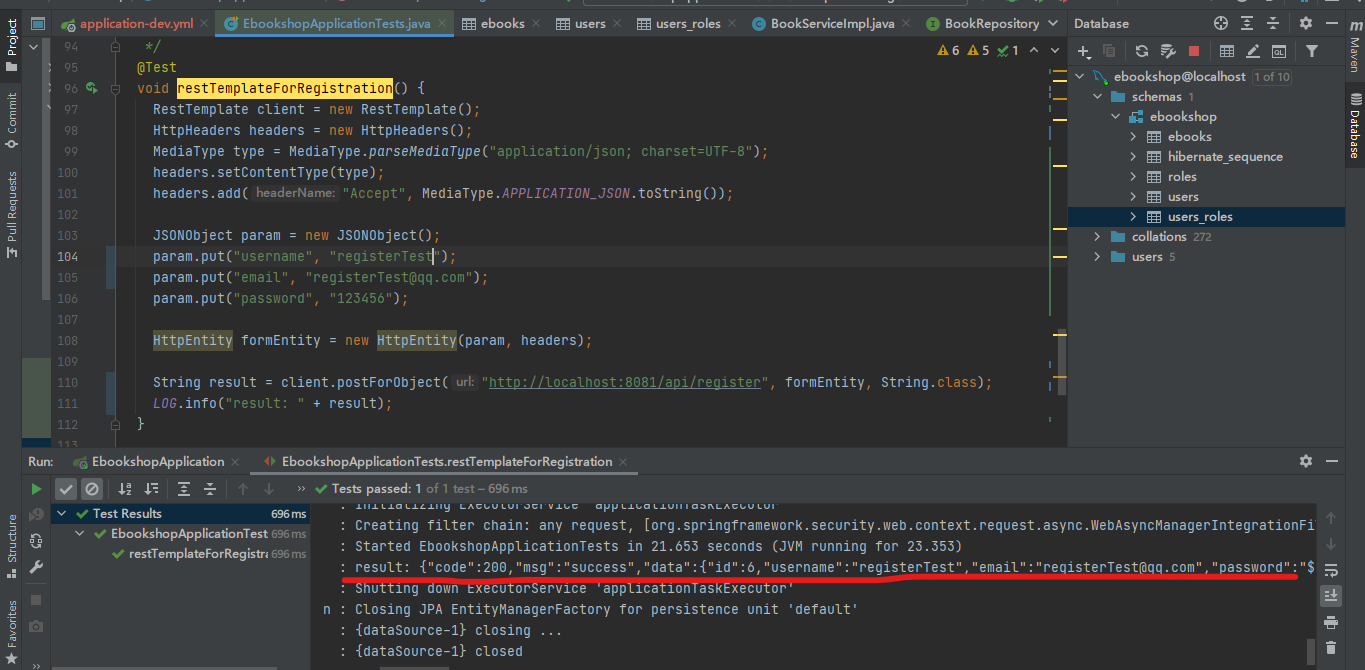 application-dev.yml
EbookshopApplicationTests.java
ebooks
users
users_roles
BookServiceImpl.java
BookRepository
Database
Project
Commit
Pull Requests
Structure
Favorites
Maven
Database
6 5 1
94 */
95 @Test
96 void restTemplateForRegistration() {
97 RestTemplate client = new RestTemplate();
98 HttpHeaders headers = new HttpHeaders();
99 MediaType type = MediaType.parseMediaType("application/json; charset=UTF-8");
100 headers.setContentType(type);
101 headers.add( headerName: "Accept", MediaType.APPLICATION_JSON.toString());
102
103 JSONObject param = new JSONObject();
104 param.put("username", "registerTest");
105 param.put("email", "registerTest@qq.com");
106 param.put("password", "123456");
107
108 HttpEntity formEntity = new HttpEntity(param, headers);
109
110 String result = client.postForObject( url: "http://localhost:8081/api/register", formEntity, String.class);
111 LOG.info("result: " + result);
112 }
113
ebookshop@localhost 1 of 10
schemas 1
ebookshop
ebooks
hibernate_sequence
roles
users
users_roles
collations 272
users 5
Run: EbookshopApplication EbookshopApplicationTests.restTemplateForRegistration
Tests passed: 1 of 1 test – 696 ms
Test Results 696 ms
EbookshopApplicationTest 696 ms
restTemplateForRegistra 696 ms
: Initializing ExecutorService 'applicationTaskExecutor'
: Creating filter chain: any request, [org.springframework.security.web.context.request.async.WebAsyncManagerIntegrationFi
: Started EbookshopApplicationTests in 21.653 seconds (JVM running for 23.353)
: result: {"code":200,"msg":"success","data":{"id":6,"username":"registerTest","email":"registerTest@qq.com","password":"$
: Shutting down ExecutorService 'applicationTaskExecutor'
n : Closing JPA EntityManagerFactory for persistence unit 'default'
: {dataSource-1} closing ...
: {dataSource-1} closed